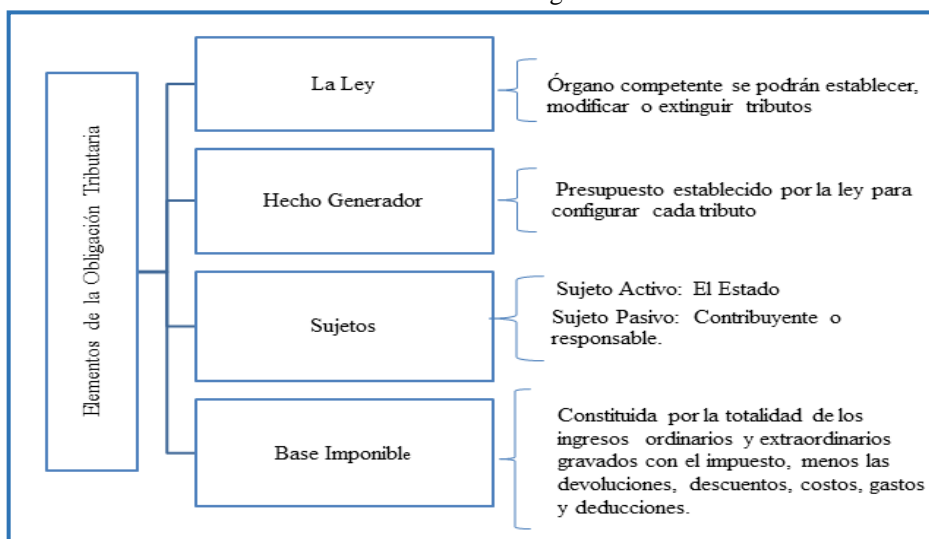 Elementos de la Obligación Tributaria
La Ley
Órgano competente se podrán establecer,
modificar o extinguir tributos
Hecho Generador
Presupuesto establecido por la ley para
configurar cada tributo
Sujetos
Sujeto Activo: El Estado
Sujeto Pasivo: Contribuyente o
responsable.
Base Imponible
Constituida por la totalidad de los
ingresos ordinarios y extraordinarios
gravados con el impuesto, menos las
devoluciones, descuentos, costos, gastos
y deducciones.